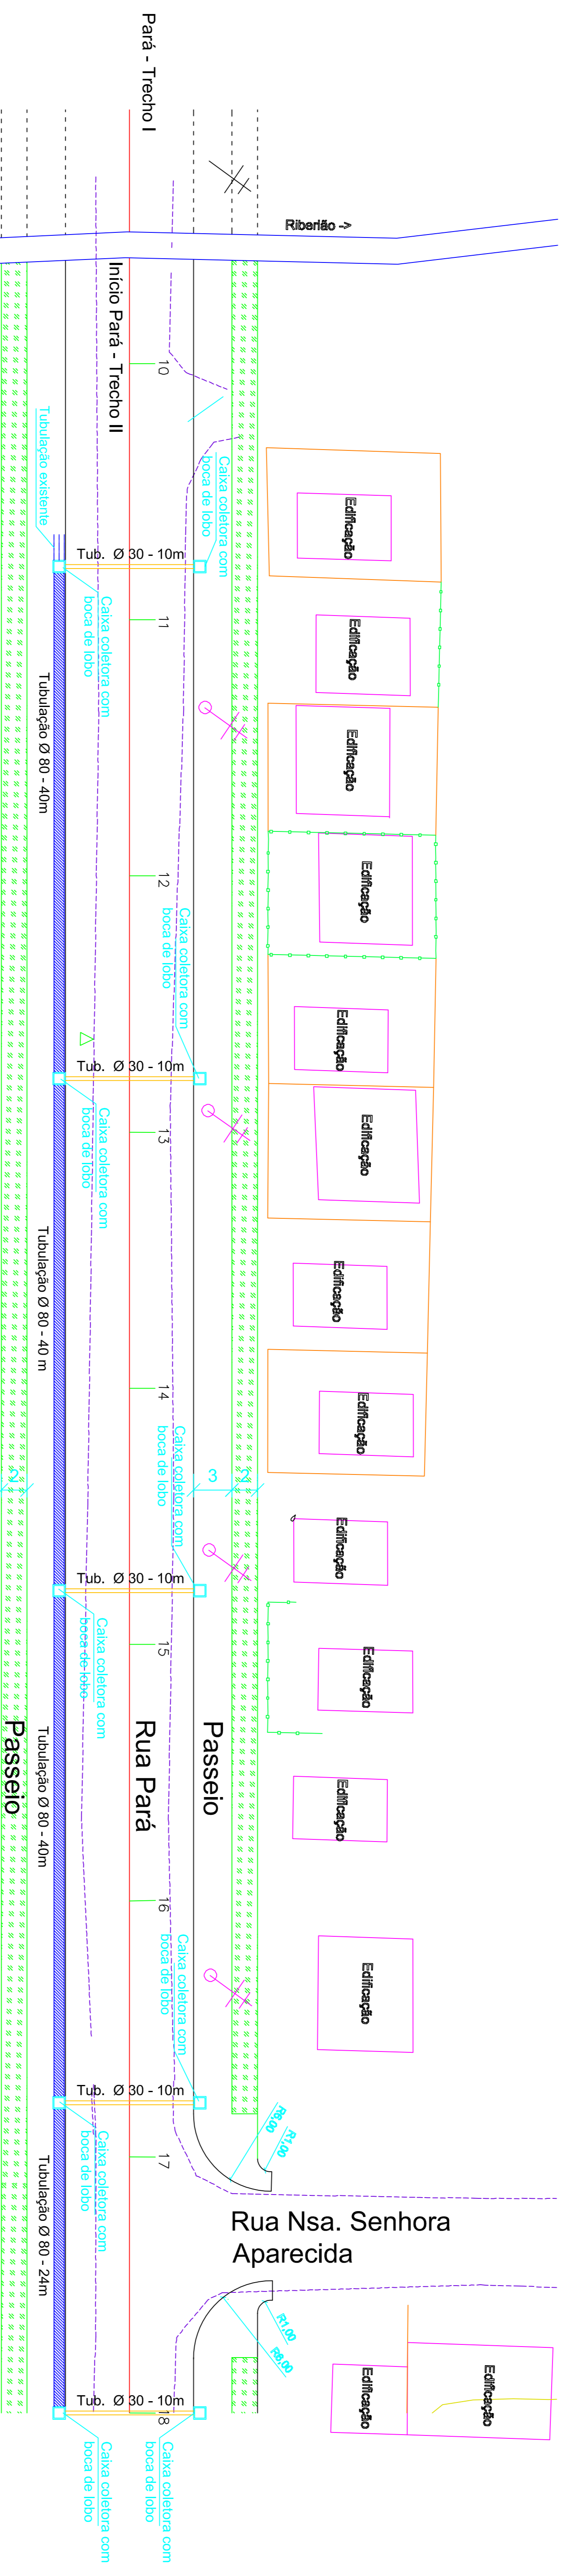 Pará - Trecho I
Riberião ->
Início Pará - Trecho II
10
Tubulação existente
Caixa coletora com
boca de lobo
Edificação
Tub. Ø 30 - 10m
Caixa coletora com
boca de lobo
11
Edificação
Tubulação Ø 80 - 40m
Edificação
12
Edificação
Caixa coletora com
boca de lobo
Edificação
Tub. Ø 30 - 10m
Caixa coletora com
boca de lobo
13
Edificação
Tubulação Ø 80 - 40 m
Edificação
14
Edificação
2
3
2
Caixa coletora com
boca de lobo
Edificação
Tub. Ø 30 - 10m
Caixa coletora com
boca de lobo
15
Edificação
Passeio
Rua Pará
Passeio
Tubulação Ø 80 - 40m
Edificação
16
Edificação
Caixa coletora com
boca de lobo
Tub. Ø 30 - 10m
Caixa coletora com
boca de lobo
R6,00
R1,00
17
Tubulação Ø 80 - 24m
Rua Nsa. Senhora
Aparecida
R1,00
R6,00
Edificação
Edificação
Tub. Ø 30 - 10m
18
Caixa coletora com
boca de lobo
Caixa coletora com
boca de lobo